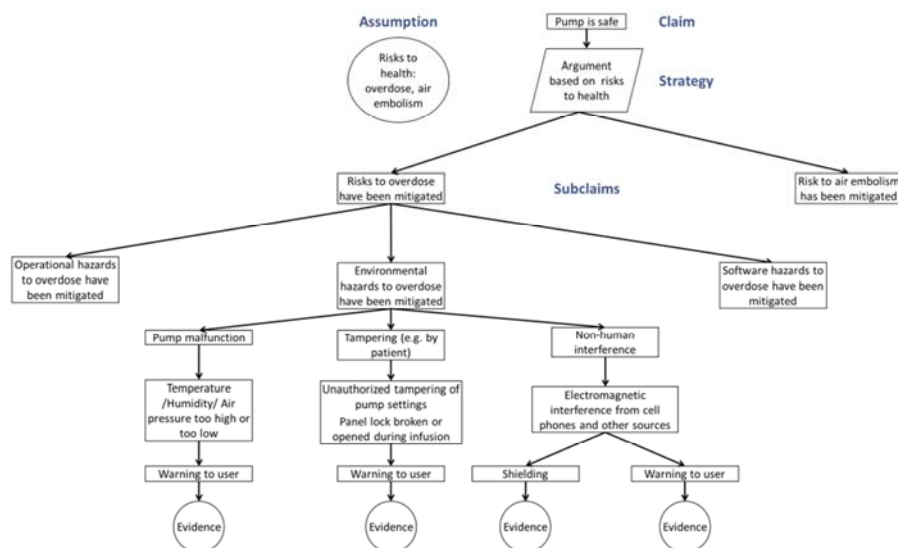 Assumption
Pump is safe
Claim
Risks to
health:
overdose, air
embolism
Argument
based on risks
to health
Strategy
Risks to overdose
have been mitigated
Subclaims
Risk to air embolism
has been mitigated
Operational hazards
to overdose have
been mitigated
Environmental
hazards to overdose
have been mitigated
Software hazards to
overdose have been
mitigated
Pump malfunction
Tampering (e.g. by
patient)
Non-human
interference
Temperature
/Humidity/ Air
pressure too high or
too low
Unauthorized tampering of
pump settings
Panel lock broken or
opened during infusion
Electromagnetic
interference from cell
phones and other sources
Warning to user
Warning to user
Shielding
Warning to user
Evidence
Evidence
Evidence
Evidence